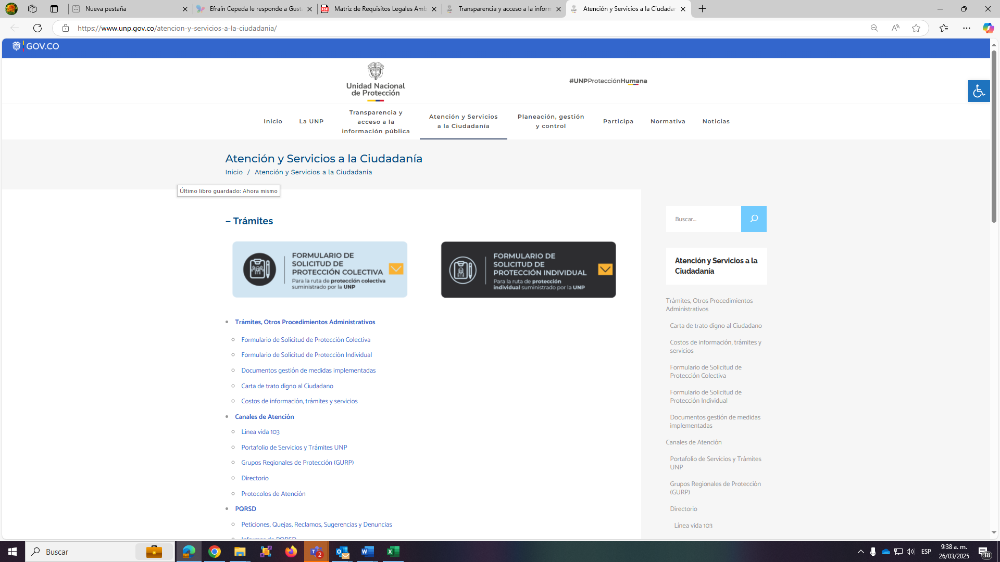 Nueva pestaña
Efraín Cepeda le responde a Gust
Matriz de Requisitos Legales Amb
Transparencia y acceso a la inform
Atención y Servicios a la Ciudadan
https://www.unp.gov.co/atencion-y-servicios-a-la-ciudadania/
GOV.CO
Unidad Nacional
de Protección
#UNPProtecciónHumana
Inicio
La UNP
Transparencia y
acceso a la
información pública
Atención y Servicios
a la Ciudadanía
Planeación, gestión
y control
Participa
Normativa
Noticias
Atención y Servicios a la Ciudadanía
Inicio / Atención y Servicios a la Ciudadanía
Último libro guardado: Ahora mismo
– Trámites
FORMULARIO DE
SOLICITUD DE
PROTECCIÓN COLECTIVA
Para la ruta de protección colectiva
suministrado por la UNP
FORMULARIO DE
SOLICITUD DE
PROTECCIÓN INDIVIDUAL
Para la ruta de protección
individual suministrado por la UNP
Trámites, Otros Procedimientos Administrativos
Formulario de Solicitud de Protección Colectiva
Formulario de Solicitud de Protección Individual
Documentos gestión de medidas implementadas
Carta de trato digno al Ciudadano
Costos de información, trámites y servicios
Canales de Atención
Línea vida 103
Portafolio de Servicios y Trámites UNP
Grupos Regionales de Protección (GURP)
Directorio
Protocolos de Atención
PQRSD
Peticiones, Quejas, Reclamos, Sugerencias y Denuncias
Informes de PQRSD
Buscar...
Atención y Servicios a la
Ciudadanía
Trámites, Otros Procedimientos
Administrativos
Carta de trato digno al Ciudadano
Costos de información, trámites y
servicios
Formulario de Solicitud de
Protección Colectiva
Formulario de Solicitud de
Protección Individual
Documentos gestión de medidas
implementadas
Canales de Atención
Portafolio de Servicios y Trámites
UNP
Grupos Regionales de Protección
(GURP)
Directorio
Línea vida 103
Buscar
2
ESP
9:38 a. m.
26/03/2025
38